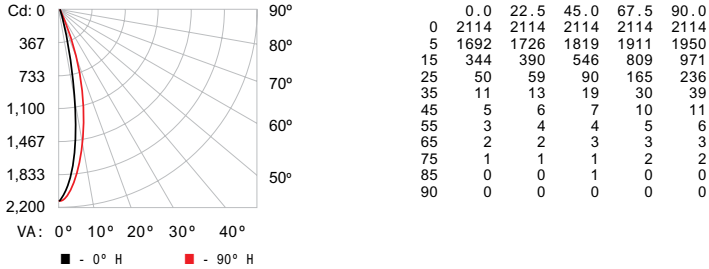 Cd: 0
367
733
1,100
1,467
1,833
2,200
90º
80º
70º
60º
50º
VA: 0º 10º 20º 30º 40º
- 0º H - 90º H
0.0 22.5 45.0 67.5 90.0
0 2114 2114 2114 2114 2114
5 1692 1726 1819 1911 1950
15 344 390 546 809 971
25 50 59 90 165 236
35 11 13 19 30 39
45 5 6 7 10 11
55 3 4 4 5 6
65 2 2 3 3 3
75 1 1 1 2 2
85 0 0 1 0 0
90 0 0 0 0 0